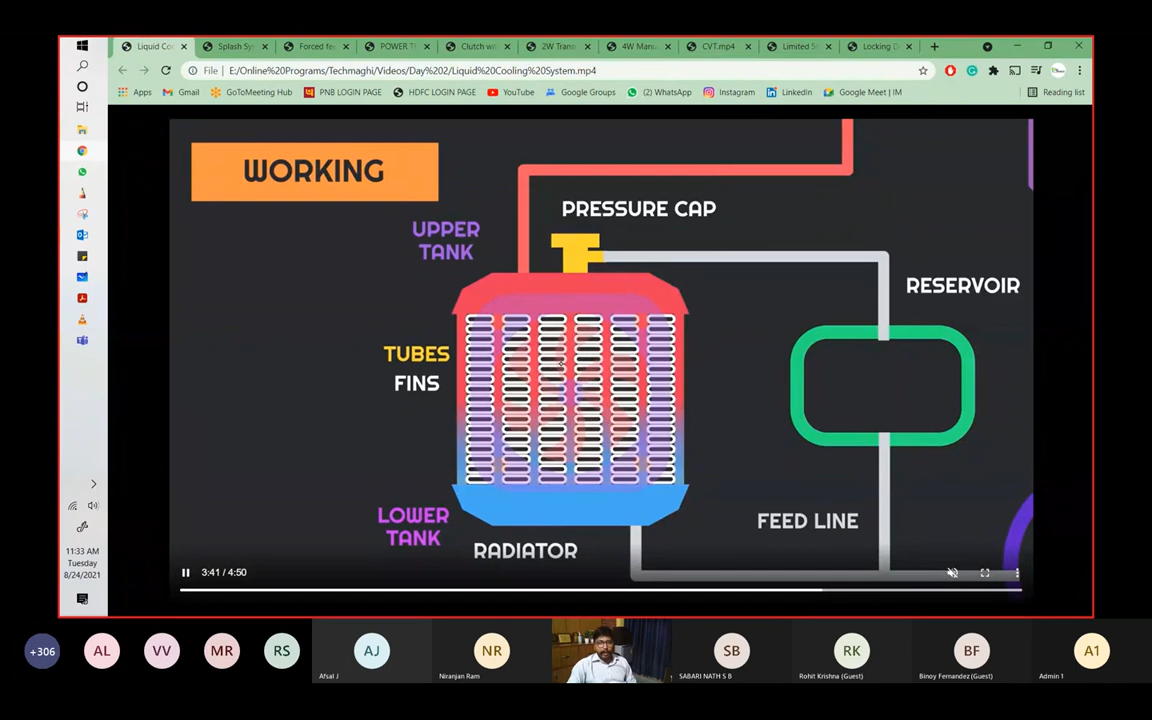 Liquid Coo
Splash Sy
Forced fe
POWER T
Clutch wi
2W Trans
4W Manu
CVT.mp4
Limited S
Locking D
File
E:/Online%20Programs/Techmaghi/Videos/Day%202/Liquid%20Cooling%20System.mp4
Apps
Gmail
GoToMeeting Hub
PNB LOGIN PAGE
HDFC LOGIN PAGE
YouTube
Google Groups
(2) WhatsApp
Instagram
LinkedIn
Google Meet | IM
Reading list
WORKING
PRESSURE CAP
UPPER
TANK
RESERVOIR
TUBES
FINS
LOWER
TANK
FEED LINE
RADIATOR
3:41 / 4:50
11:33 AM
Tuesday
8/24/2021
+306
AL
VV
MR
RS
AJ
NR
SB
RK
BF
A1
Afsal J
Niranjan Ram
SABARI NATH S B
Rohit Krishna (Guest)
Binoy Fernandez (Guest)
Admin 1